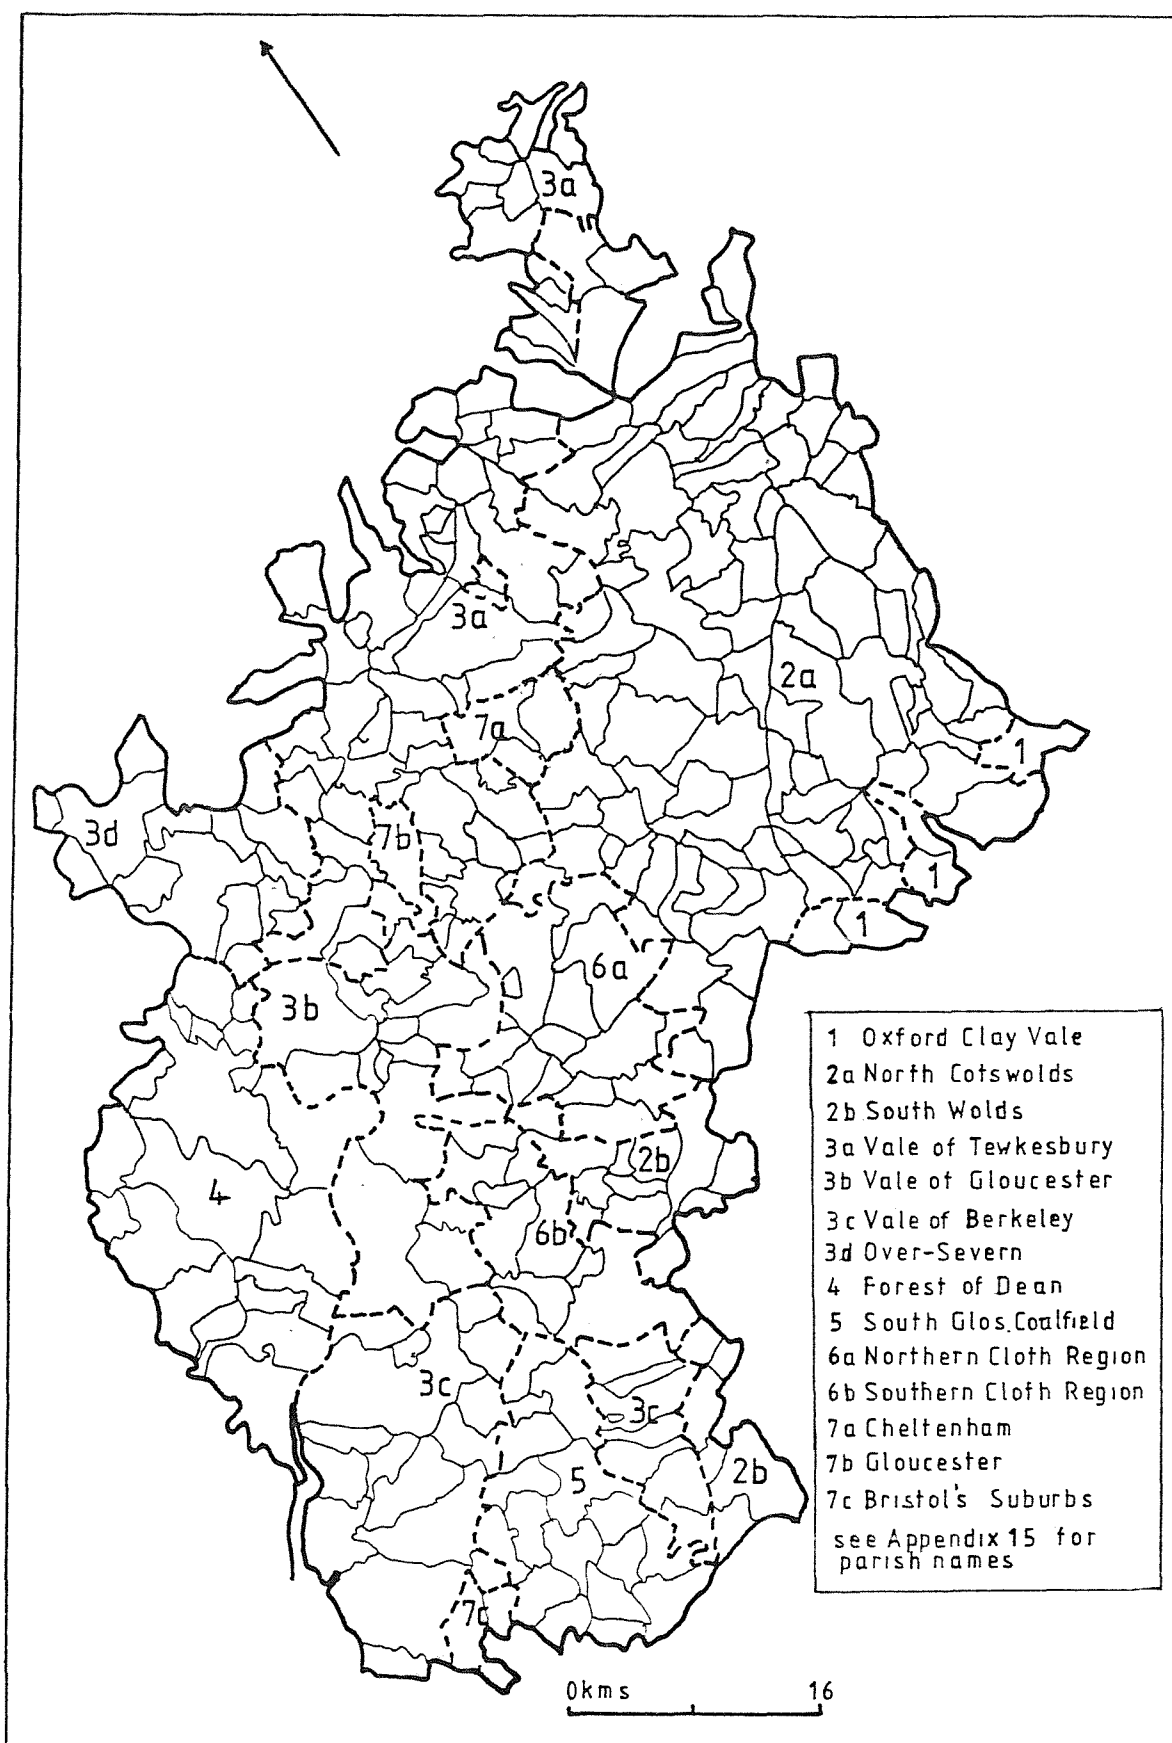 3a
3a
2a
7a
1
3d
7b
1
1
6a
3b
2b
4
6b
3c
3c
5
2b
7c
1 Oxford Clay Vale
2a North Cotswolds
2b South Wolds
3a Vale of Tewkesbury
3b Vale of Gloucester
3c Vale of Berkeley
3d Over-Severn
4 Forest of Dean
5 South Glos. Coalfield
6a Northern Cloth Region
6b Southern Cloth Region
7a Cheltenham
7b Gloucester
7c Bristol's Suburbs
see Appendix 15 for
parish names
0kms 16